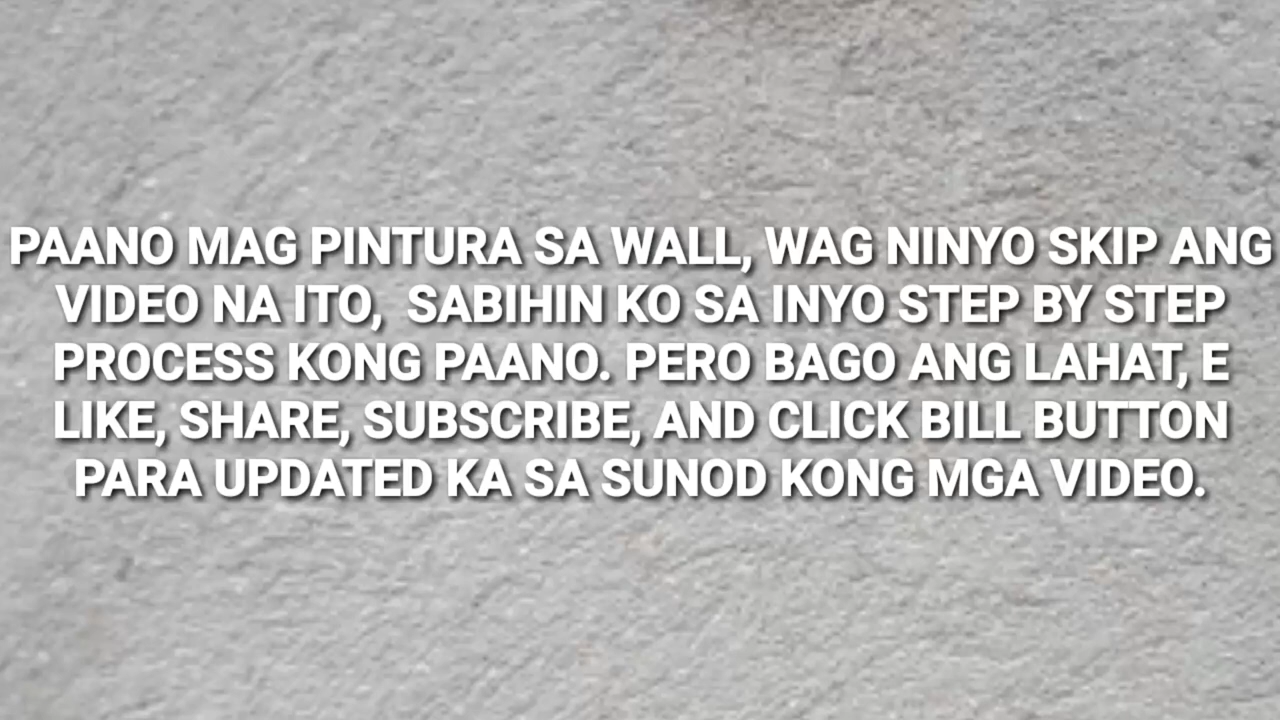 PAANO MAG PINTURA SA WALL, WAG NINYO SKIP ANG
VIDEO NA ITO, SABIHIN KO SA INYO STEP BY STEP
PROCESS KONG PAANO. PERO BAGO ANG LAHAT, E
LIKE, SHARE, SUBSCRIBE, AND CLICK BILL BUTTON
PARA UPDATED KA SA SUNOD KONG MGA VIDEO.